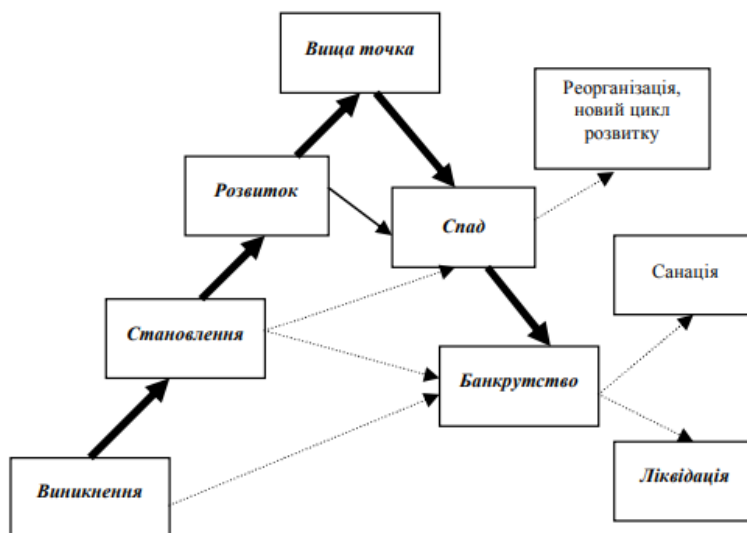 Вища точка
Реорганізація,
новий цикл
розвитку
Розвиток
Спад
Санація
Становлення
Банкрутство
Виникнення
Ліквідація